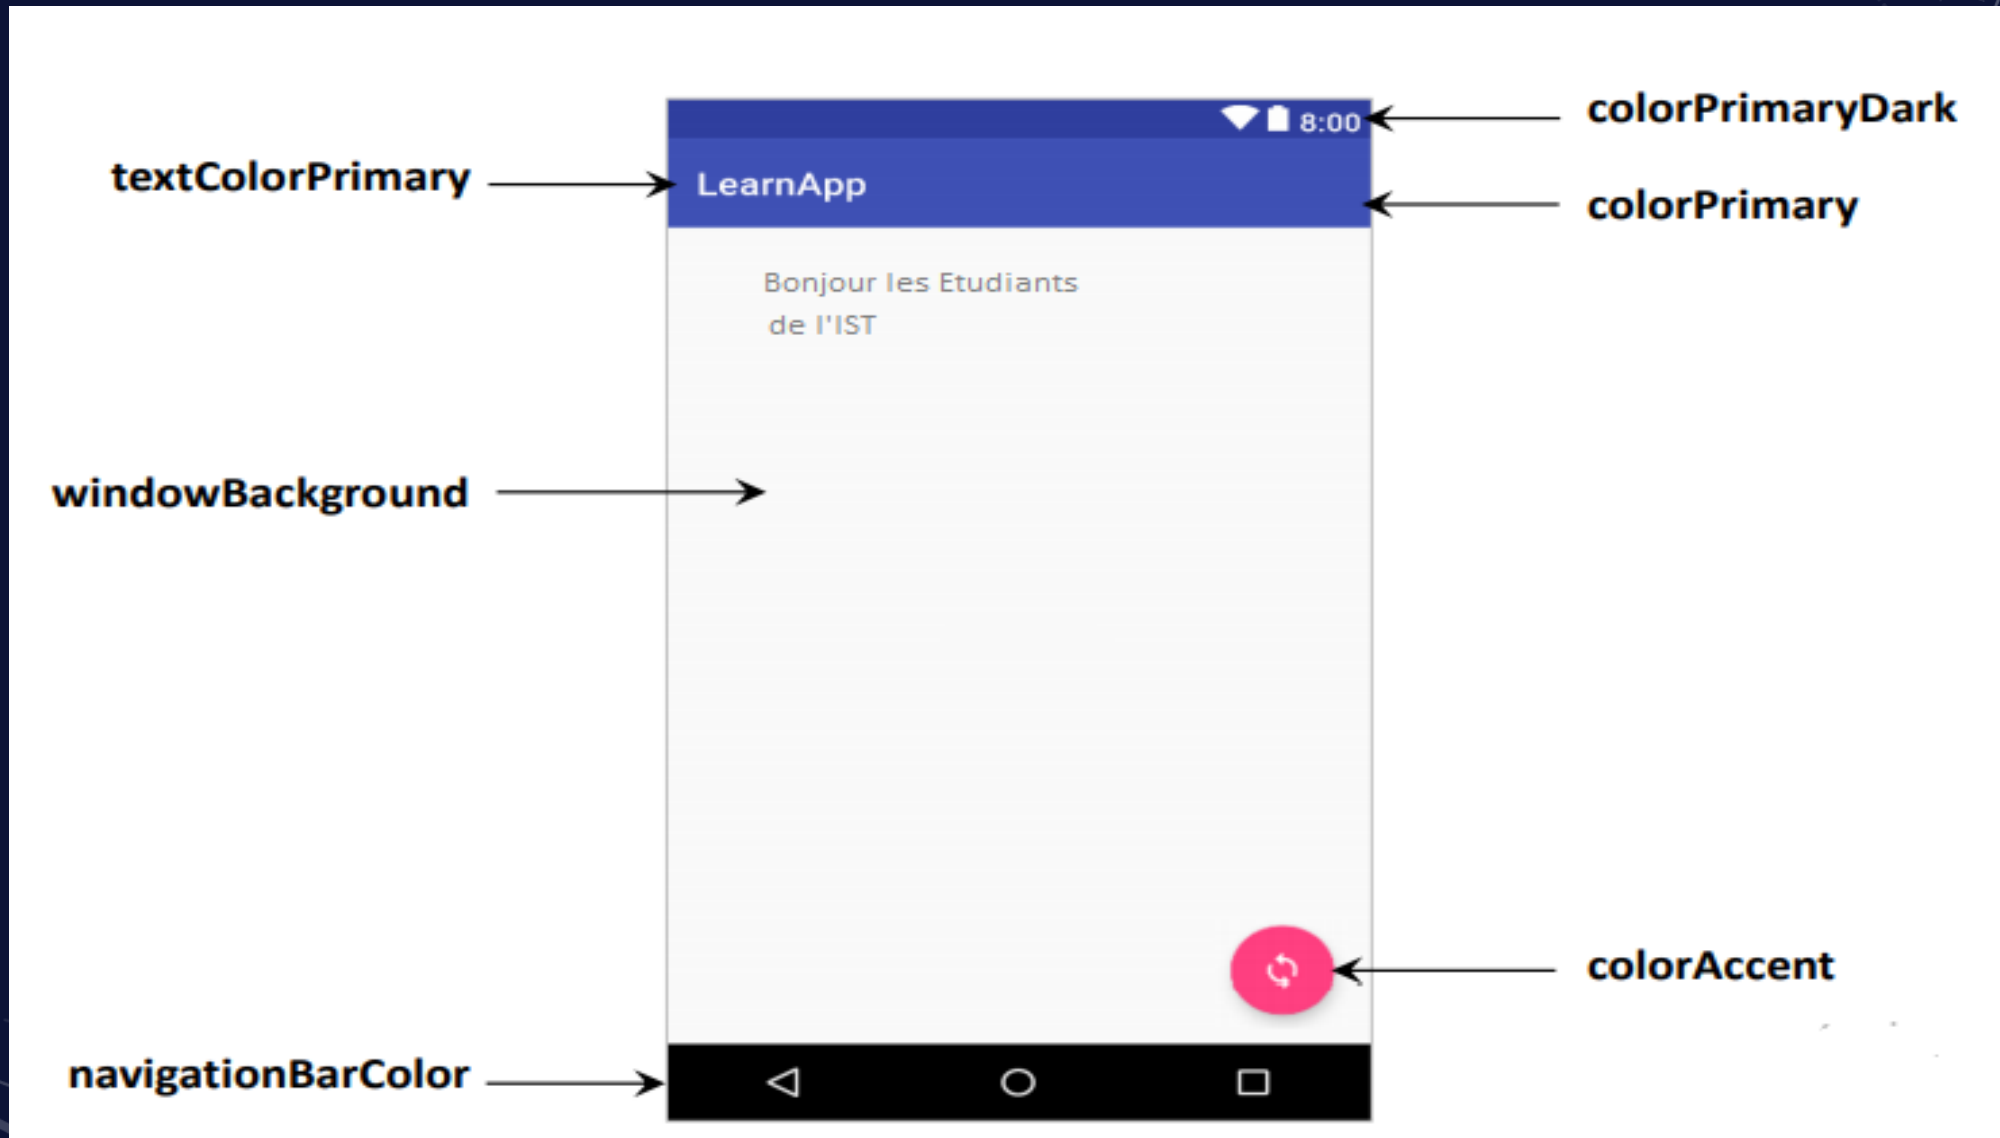 colorPrimaryDark
8:00
textColorPrimary
LearnApp
colorPrimary
Bonjour les Etudiants
de l'IST
windowBackground
colorAccent
navigationBarColor